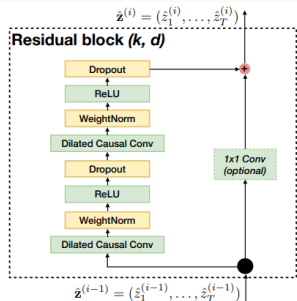 ẑ^{(i)} = (ẑ_1^{(i)}, . . . , ẑ_T^{(i)})
Residual block (k, d)
Dropout
+
ReLU
WeightNorm
Dilated Causal Conv
1x1 Conv
(optional)
Dropout
ReLU
WeightNorm
Dilated Causal Conv
ẑ^{(i−1)} = (ẑ_1^{(i−1)}, . . . , ẑ_T^{(i−1)})